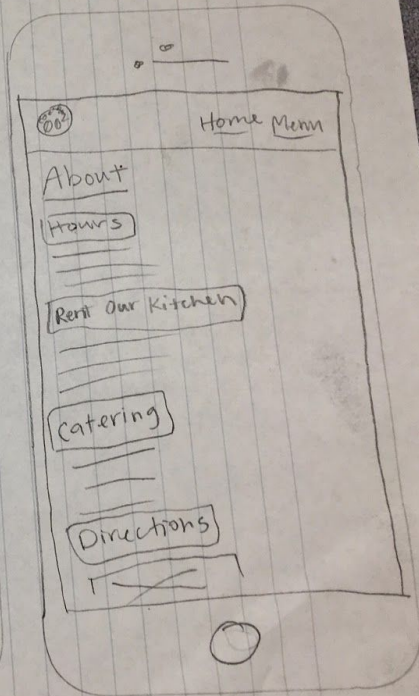 Home Menu
About
Hours
Rent Our Kitchen
Catering
Directions